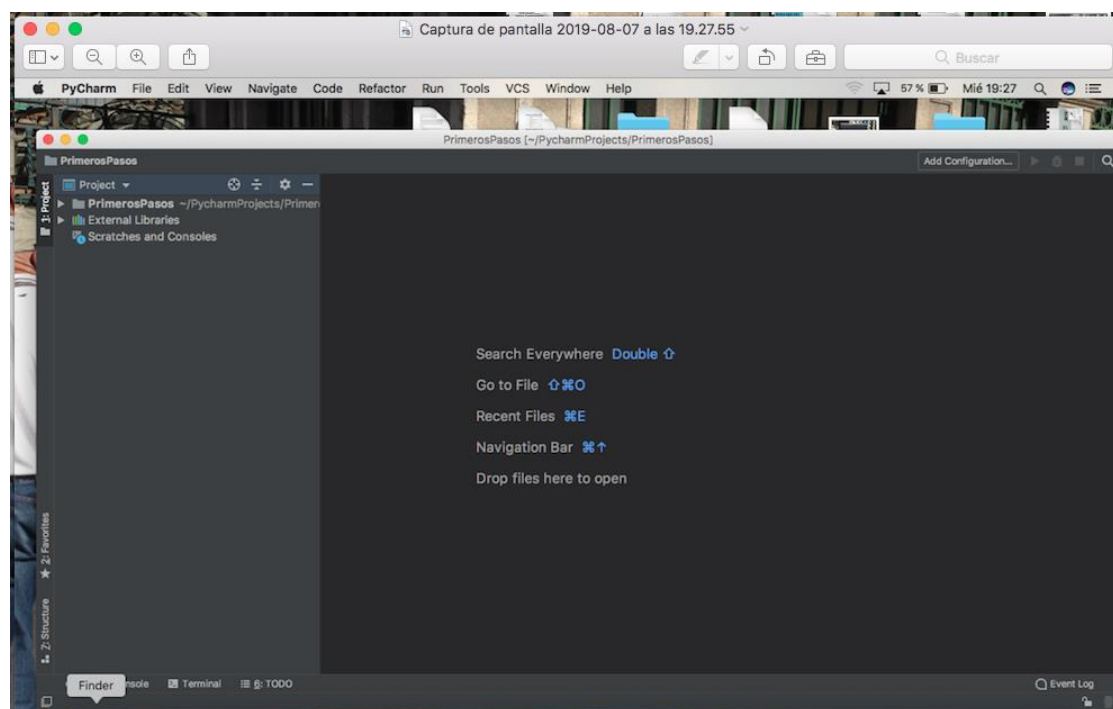 Captura de pantalla 2019-08-07 a las 19.27.55
Buscar
PyCharm File Edit View Navigate Code Refactor Run Tools VCS Window Help 57 % Mié 19:27
PrimerosPasos [~/PycharmProjects/PrimerosPasos]
PrimerosPasos Add Configuration...
1: Project
Project
PrimerosPasos ~/PycharmProjects/Primero
External Libraries
Scratches and Consoles
Search Everywhere Double ⇧
Go to File ⇧⌘O
Recent Files ⌘E
Navigation Bar ⌘↑
Drop files here to open
2: Favorites
7: Structure
Finder
nsole Terminal 6: TODO Event Log